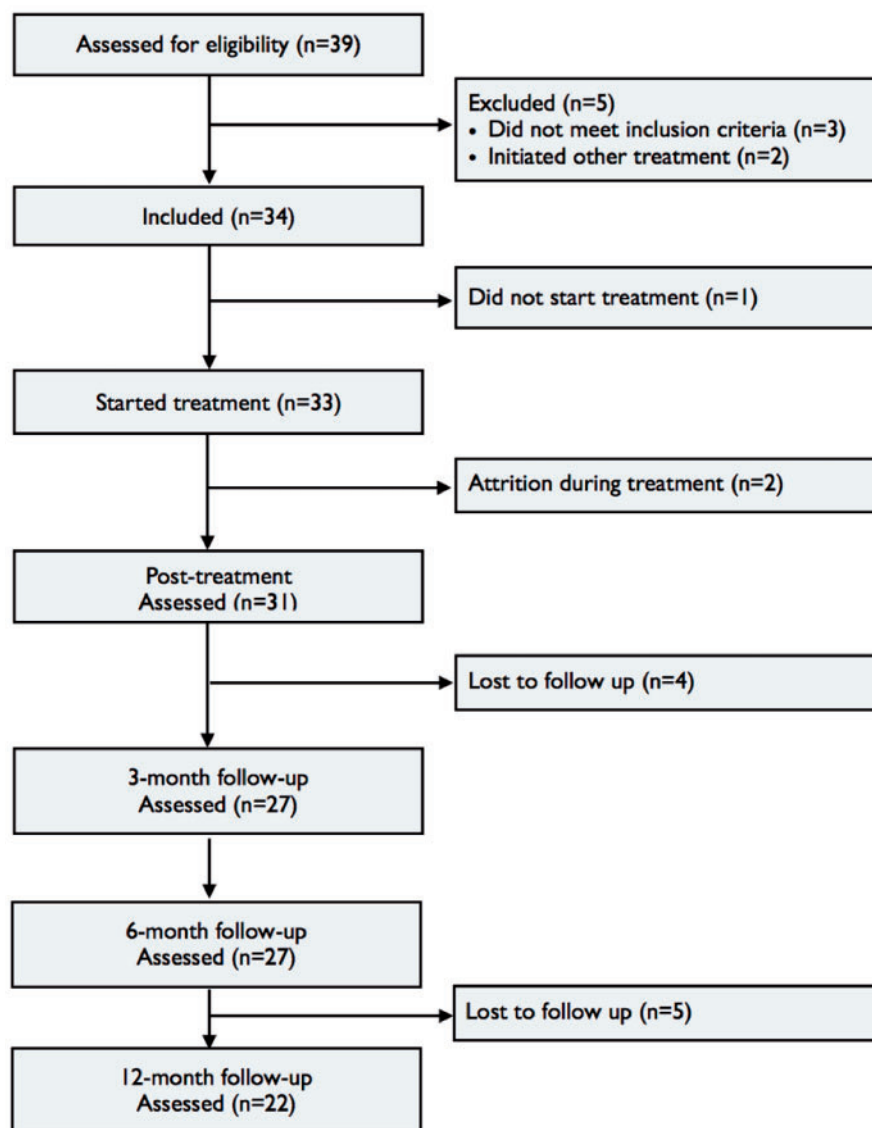 Assessed for eligibility (n=39)
Excluded (n=5)
• Did not meet inclusion criteria (n=3)
• Initiated other treatment (n=2)
Included (n=34)
Did not start treatment (n=1)
Started treatment (n=33)
Attrition during treatment (n=2)
Post-treatment
Assessed (n=31)
Lost to follow up (n=4)
3-month follow-up
Assessed (n=27)
6-month follow-up
Assessed (n=27)
Lost to follow up (n=5)
12-month follow-up
Assessed (n=22)